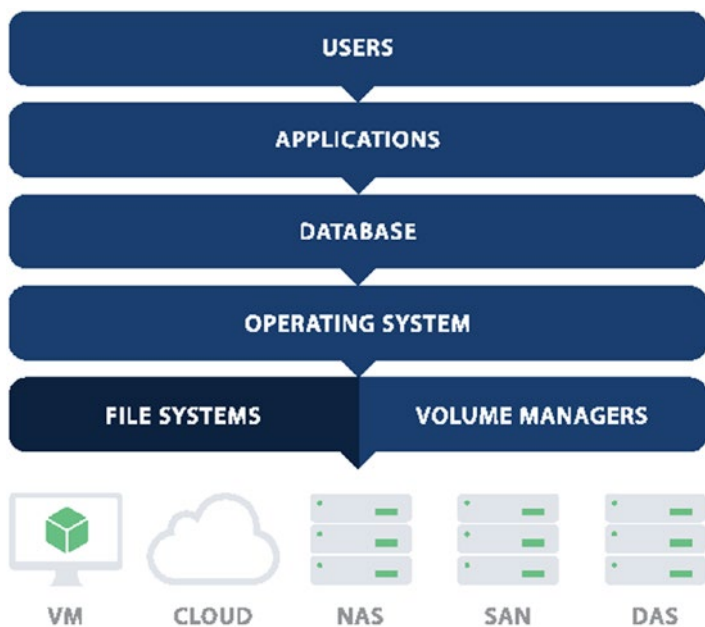 USERS
APPLICATIONS
DATABASE
OPERATING SYSTEM
FILE SYSTEMS VOLUME MANAGERS
VM CLOUD NAS SAN DAS